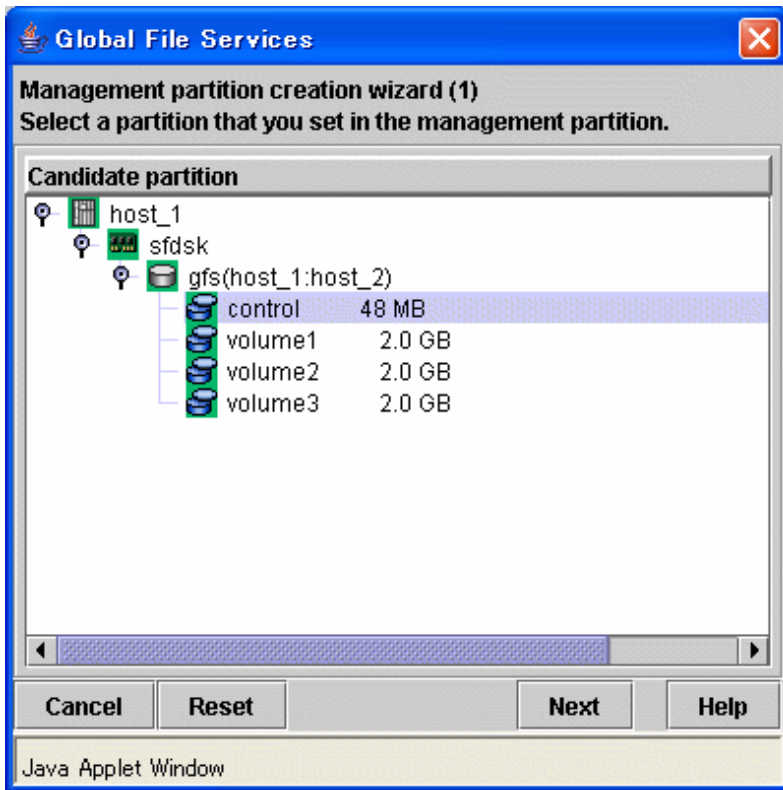 Global File Services
Management partition creation wizard (1)
Select a partition that you set in the management partition.
Candidate partition
host_1
sfdsk
gfs(host_1:host_2)
control 48 MB
volume1 2.0 GB
volume2 2.0 GB
volume3 2.0 GB
Cancel Reset Next Help
Java Applet Window